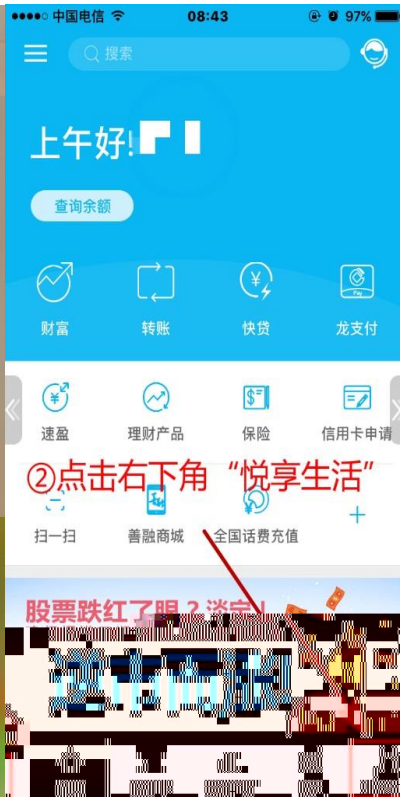 中国电信 08:43 97%
搜索
上午好!
查询余额
财富 转账 快贷 龙支付
速盈 理财产品 保险 信用卡申请
②点击右下角“悦享生活”
扫一扫 善融商城 全国话费充值
股票跌红了眼？淡定！